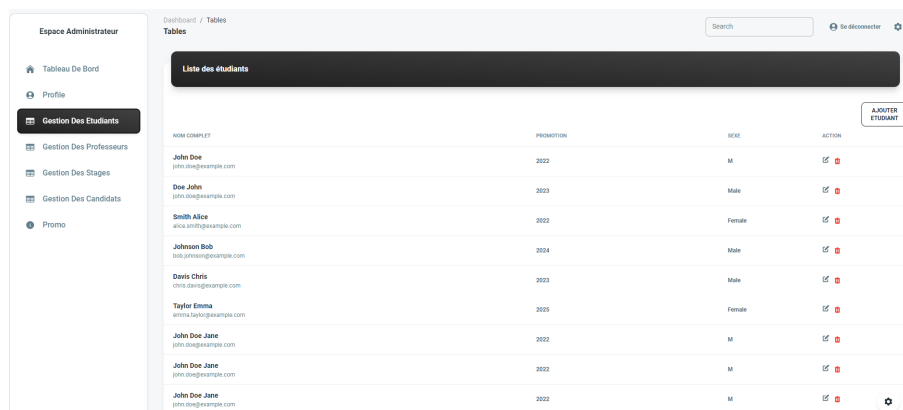 Espace Administrateur
Dashboard / Tables
Tables
Search
Se déconnecter
Tableau De Bord
Profile
Gestion Des Etudiants
Gestion Des Professeurs
Gestion Des Stages
Gestion Des Candidats
Promo
Liste des étudiants
AJOUTER
ETUDIANT
NOM COMPLET PROMOTION SEXE ACTION
John Doe
john.doe@example.com 2022 M
Doe John
john.doe@example.com 2023 Male
Smith Alice
alice.smith@example.com 2022 Female
Johnson Bob
bob.johnson@example.com 2024 Male
Davis Chris
chris.davis@example.com 2023 Male
Taylor Emma
emma.taylor@example.com 2025 Female
John Doe Jane
john.doe@example.com 2022 M
John Doe Jane
john.doe@example.com 2022 M
John Doe Jane
john.doe@example.com 2022 M